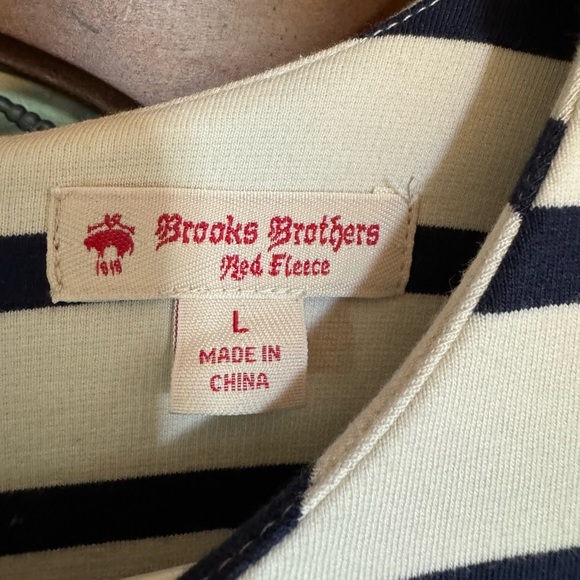 Brooks Brothers
1818
Red Fleece
L
MADE IN
CHINA